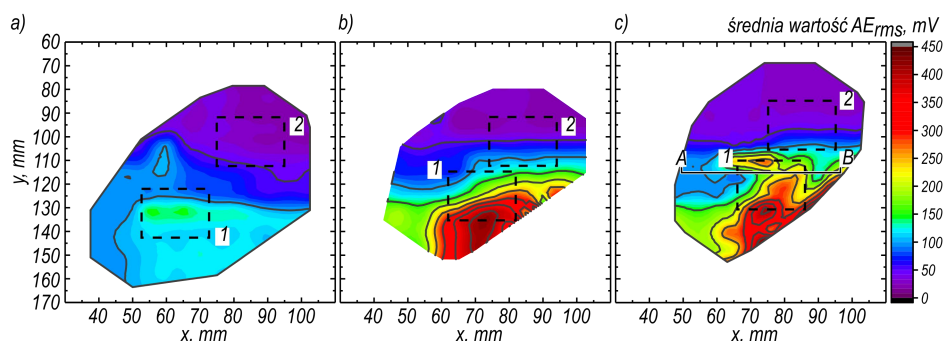 a) b) c) średnia wartość AErms, mV
60 70 80 90 100 110 120 130 140 150 160 170
y, mm
2 1
2 1
2 1 A B
450 400 350 300 250 200 150 100 50 0
40 50 60 70 80 90 100 40 50 60 70 80 90 100 40 50 60 70 80 90 100
x, mm x, mm x, mm